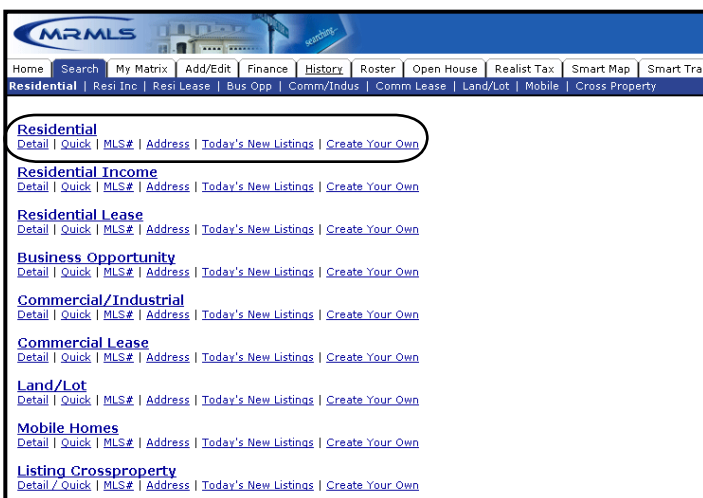 MRMLS
searching...
Home Search My Matrix Add/Edit Finance History Roster Open House Realist Tax Smart Map Smart Tra
Residential | Resi Inc | Resi Lease | Bus Opp | Comm/Indus | Comm Lease | Land/Lot | Mobile | Cross Property
Residential
Detail | Quick | MLS# | Address | Today's New Listings | Create Your Own
Residential Income
Detail | Quick | MLS# | Address | Today's New Listings | Create Your Own
Residential Lease
Detail | Quick | MLS# | Address | Today's New Listings | Create Your Own
Business Opportunity
Detail | Quick | MLS# | Address | Today's New Listings | Create Your Own
Commercial/Industrial
Detail | Quick | MLS# | Address | Today's New Listings | Create Your Own
Commercial Lease
Detail | Quick | MLS# | Address | Today's New Listings | Create Your Own
Land/Lot
Detail | Quick | MLS# | Address | Today's New Listings | Create Your Own
Mobile Homes
Detail | Quick | MLS# | Address | Today's New Listings | Create Your Own
Listing Crossproperty
Detail / Quick | MLS# | Address | Today's New Listings | Create Your Own